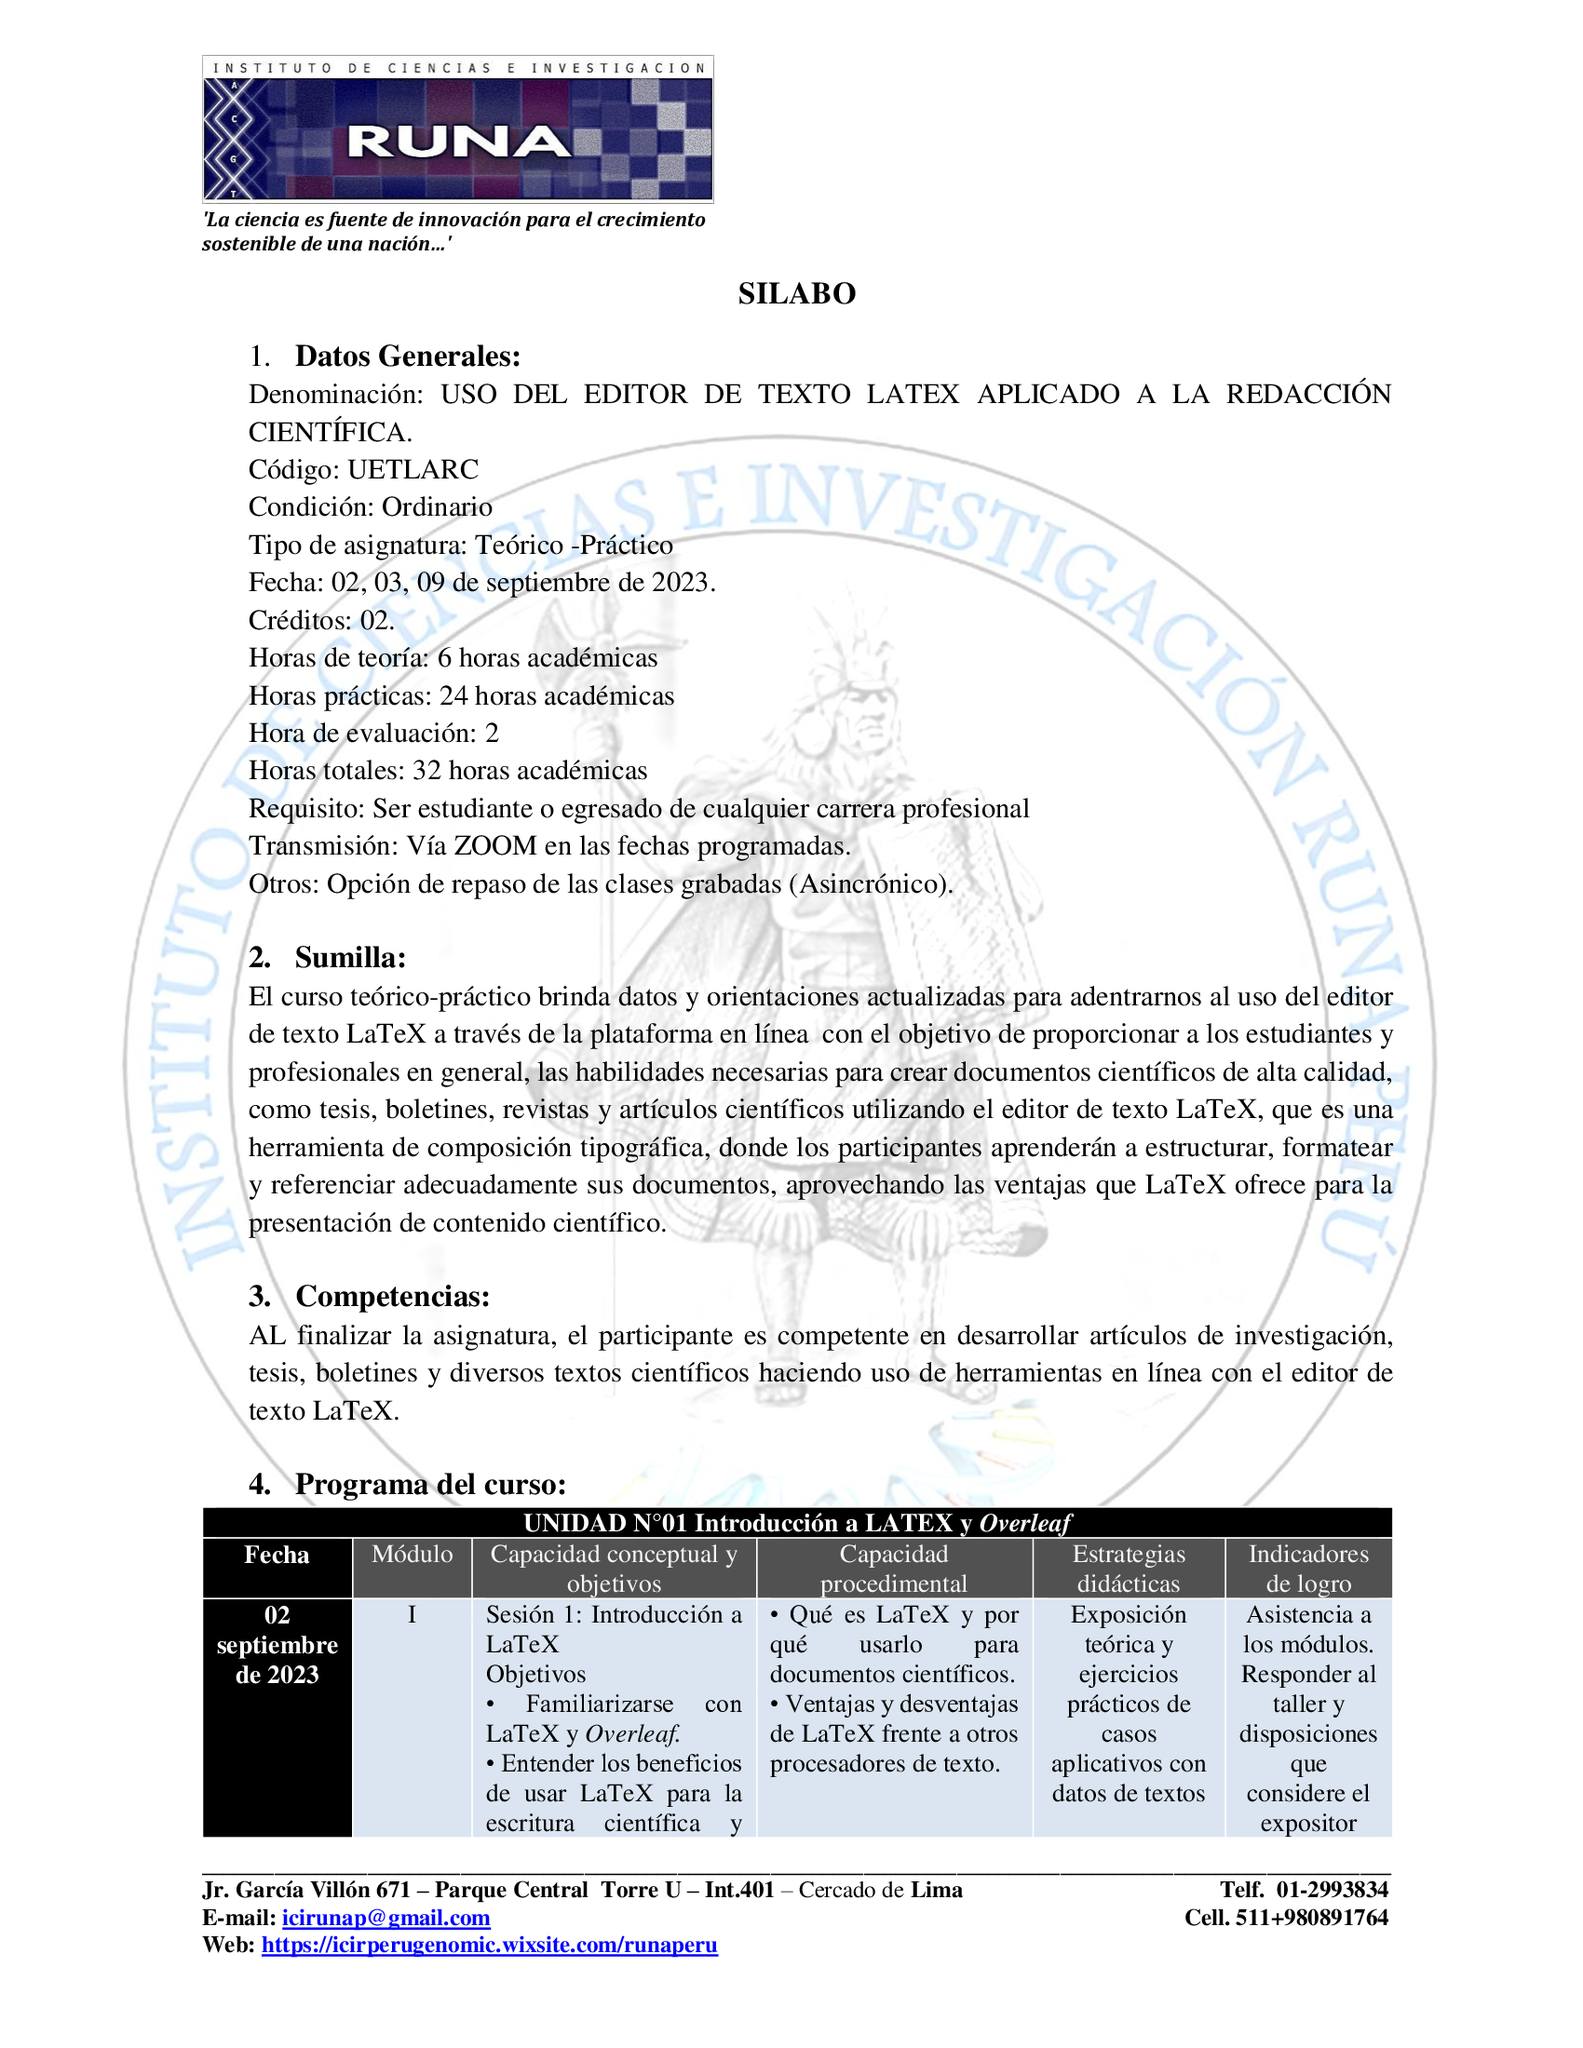 INSTITUTO DE CIENCIAS E INVESTIGACION
A
C
G
T
RUNA
'La ciencia es fuente de innovación para el crecimiento
sostenible de una nación…'
SILABO
1. Datos Generales:
Denominación: USO DEL EDITOR DE TEXTO LATEX APLICADO A LA REDACCIÓN
CIENTÍFICA.
Código: UETLARC
Condición: Ordinario
Tipo de asignatura: Teórico -Práctico
Fecha: 02, 03, 09 de septiembre de 2023.
Créditos: 02.
Horas de teoría: 6 horas académicas
Horas prácticas: 24 horas académicas
Hora de evaluación: 2
Horas totales: 32 horas académicas
Requisito: Ser estudiante o egresado de cualquier carrera profesional
Transmisión: Vía ZOOM en las fechas programadas.
Otros: Opción de repaso de las clases grabadas (Asincrónico).
INSTITUTO DE CIENCIAS E INVESTIGACIÓN RUNA PERÚ
2. Sumilla:
El curso teórico-práctico brinda datos y orientaciones actualizadas para adentrarnos al uso del editor
de texto LaTeX a través de la plataforma en línea con el objetivo de proporcionar a los estudiantes y
profesionales en general, las habilidades necesarias para crear documentos científicos de alta calidad,
como tesis, boletines, revistas y artículos científicos utilizando el editor de texto LaTeX, que es una
herramienta de composición tipográfica, donde los participantes aprenderán a estructurar, formatear
y referenciar adecuadamente sus documentos, aprovechando las ventajas que LaTeX ofrece para la
presentación de contenido científico.
3. Competencias:
AL finalizar la asignatura, el participante es competente en desarrollar artículos de investigación,
tesis, boletines y diversos textos científicos haciendo uso de herramientas en línea con el editor de
texto LaTeX.
4. Programa del curso:
UNIDAD N°01 Introducción a LATEX y Overleaf
Fecha
Módulo
Capacidad conceptual y
objetivos
Capacidad
procedimental
Estrategias
didácticas
Indicadores
de logro
02
septiembre
de 2023
I
Sesión 1: Introducción a
LaTeX
Objetivos
• Familiarizarse con
LaTeX y Overleaf.
• Entender los beneficios
de usar LaTeX para la
escritura científica y
• Qué es LaTeX y por
qué usarlo para
documentos científicos.
• Ventajas y desventajas
de LaTeX frente a otros
procesadores de texto.
Exposición
teórica y
ejercicios
prácticos de
casos
aplicativos con
datos de textos
Asistencia a
los módulos.
Responder al
taller y
disposiciones
que
considere el
expositor
Jr. García Villón 671 – Parque Central Torre U – Int.401 – Cercado de Lima Telf. 01-2993834
E-mail: icirunap@gmail.com Cell. 511+980891764
Web: https://icirperugenomic.wixsite.com/runaperu